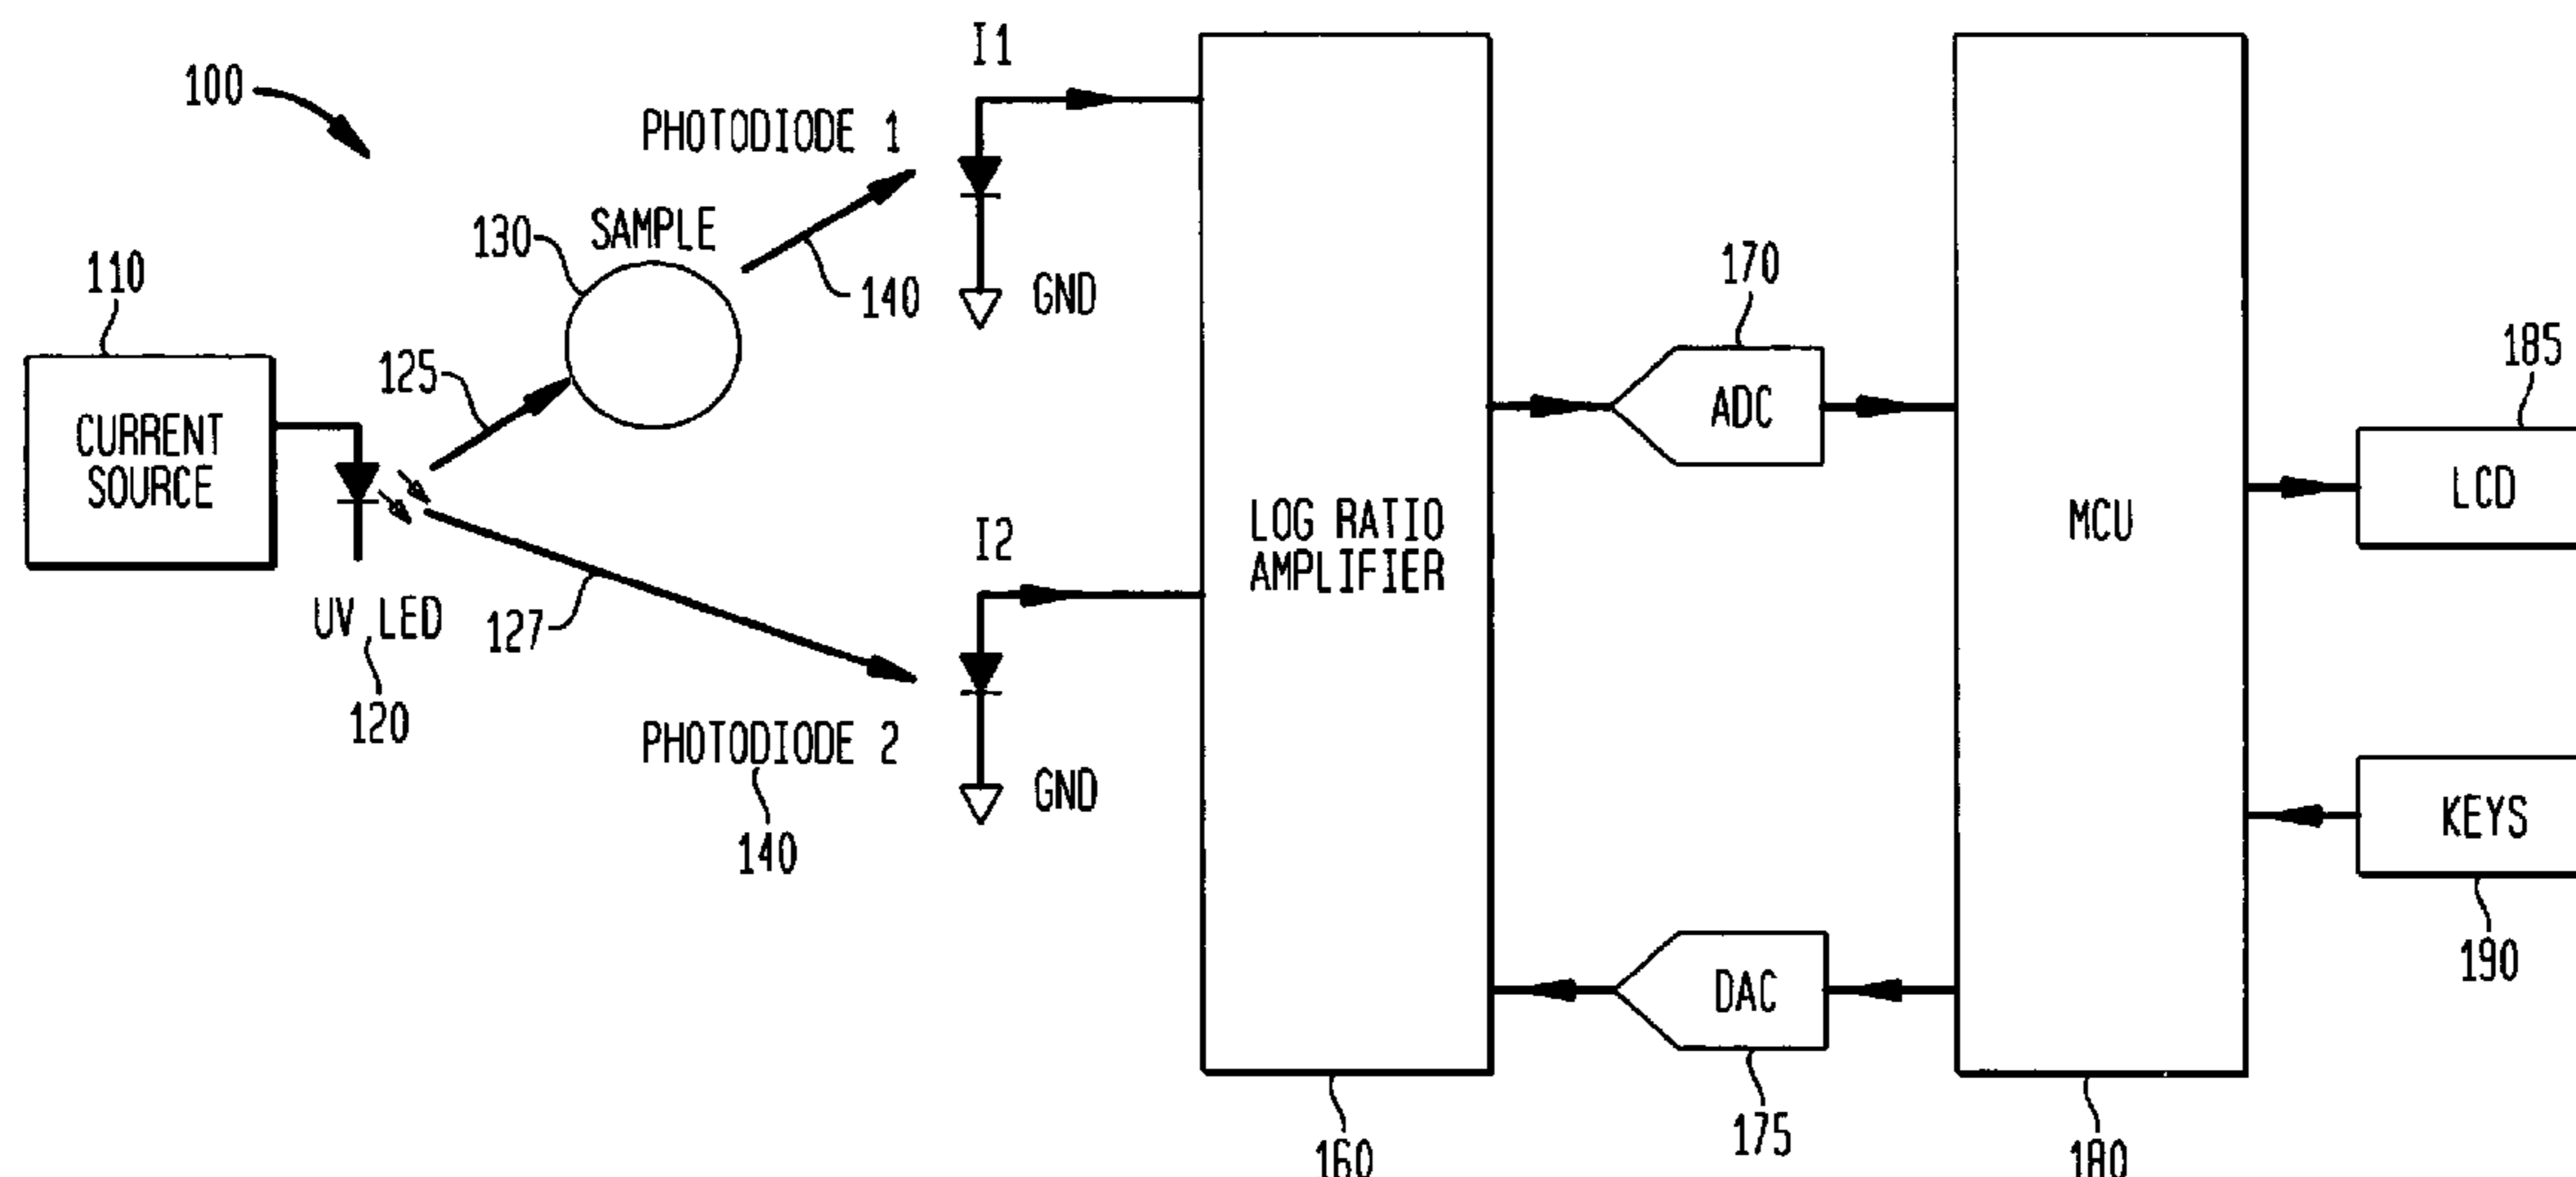 100
I1
PHOTODIODE 1
130
SAMPLE
140
GND
110
CURRENT
SOURCE
125
UV LED
120
127
I2
PHOTODIODE 2
140
GND
LOG RATIO
AMPLIFIER
160
170
ADC
DAC
175
MCU
180
185
LCD
KEYS
190